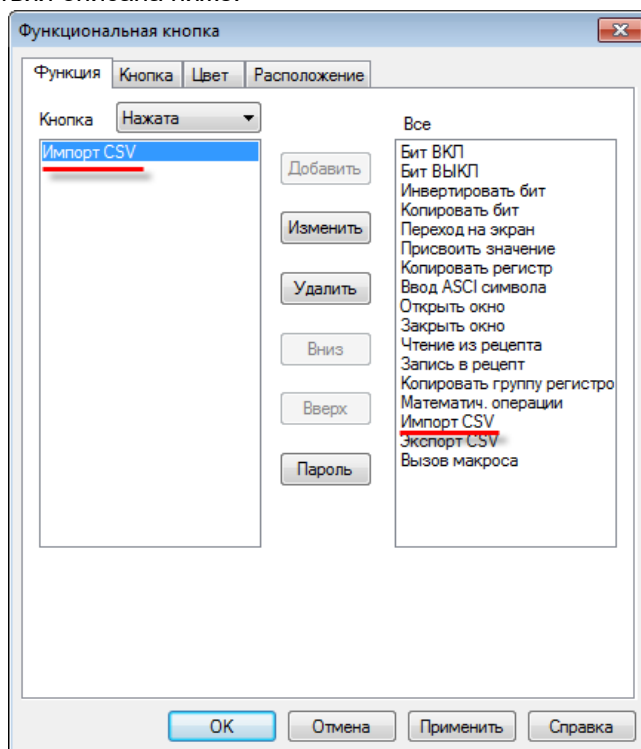 описана ниже.
Функциональная кнопка
Функция Кнопка Цвет Расположение
Кнопка Нажата
Все
Импорт CSV
Добавить
Изменить
Удалить
Вниз
Вверх
Пароль
Бит ВКЛ
Бит ВЫКЛ
Инвертировать бит
Копировать бит
Переход на экран
Присвоить значение
Копировать регистр
Ввод ASCI символа
Открыть окно
Закрыть окно
Чтение из рецепта
Запись в рецепт
Копировать группу регистро
Математич. операции
Импорт CSV
Экспорт CSV
Вызов макроса
OK Отмена Применить Справка